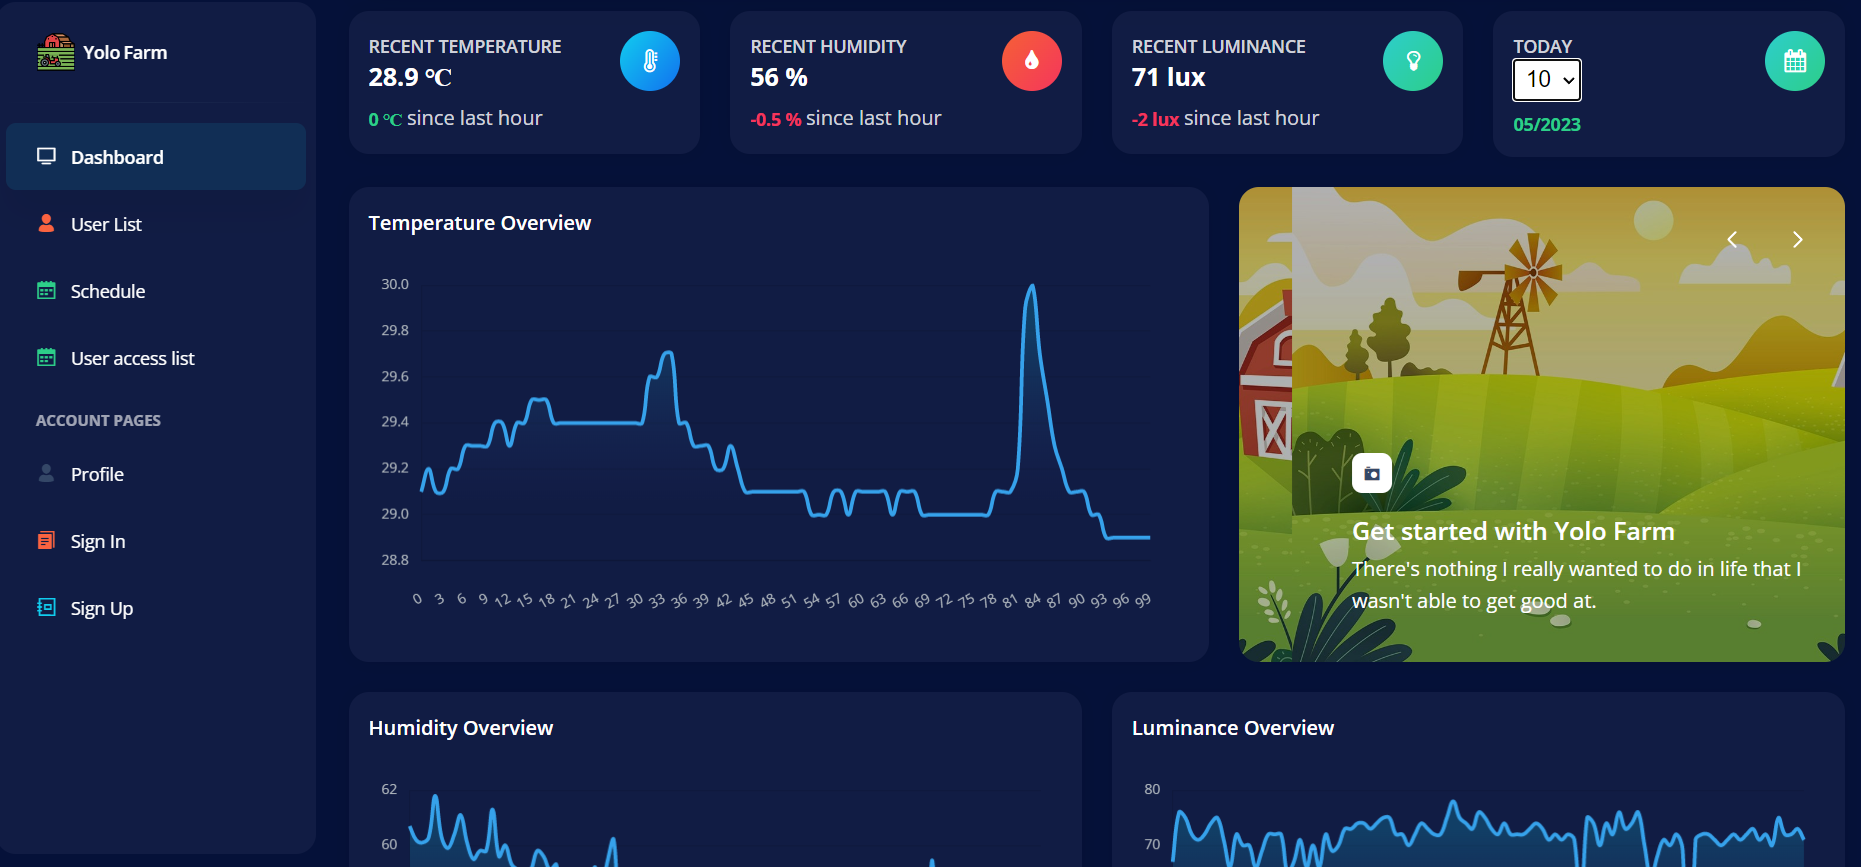 Yolo Farm
Dashboard
User List
Schedule
User access list
ACCOUNT PAGES
Profile
Sign In
Sign Up
RECENT TEMPERATURE
28.9 ℃
0 ℃ since last hour
RECENT HUMIDITY
56 %
-0.5 % since last hour
RECENT LUMINANCE
71 lux
-2 lux since last hour
TODAY
10
05/2023
Temperature Overview
30.0
29.8
29.6
29.4
29.2
29.0
28.8
0 3 6 9 12 15 18 21 24 27 30 33 36 39 42 45 48 51 54 57 60 63 66 69 72 75 78 81 84 87 90 93 96 99
Get started with Yolo Farm
There's nothing I really wanted to do in life that I
wasn't able to get good at.
Humidity Overview
62
60
Luminance Overview
80
70